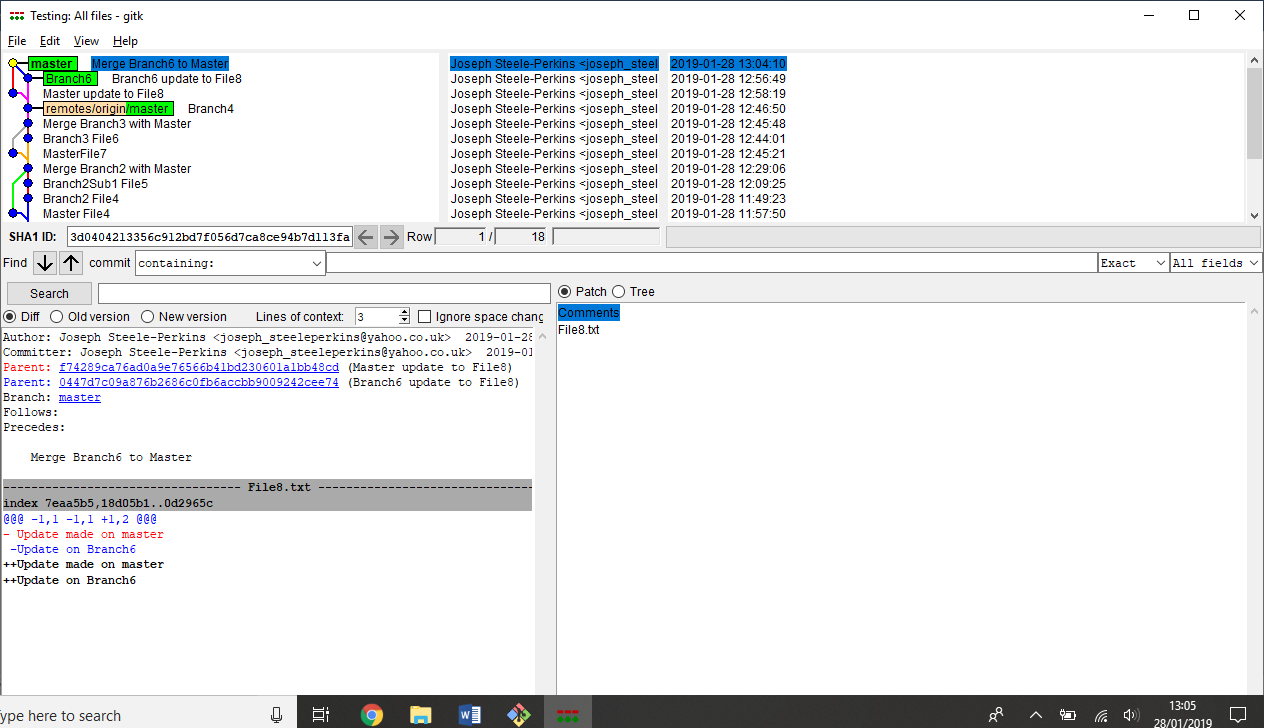 Testing: All files - gitk
File Edit View Help
master Merge Branch6 to Master Joseph Steele-Perkins <joseph_steel 2019-01-28 13:04:10
Branch6 Branch6 update to File8 Joseph Steele-Perkins <joseph_steel 2019-01-28 12:56:49
Master update to File8 Joseph Steele-Perkins <joseph_steel 2019-01-28 12:58:19
remotes/origin/master Branch4 Joseph Steele-Perkins <joseph_steel 2019-01-28 12:46:50
Merge Branch3 with Master Joseph Steele-Perkins <joseph_steel 2019-01-28 12:45:48
Branch3 File6 Joseph Steele-Perkins <joseph_steel 2019-01-28 12:44:01
MasterFile7 Joseph Steele-Perkins <joseph_steel 2019-01-28 12:45:21
Merge Branch2 with Master Joseph Steele-Perkins <joseph_steel 2019-01-28 12:29:06
Branch2Sub1 File5 Joseph Steele-Perkins <joseph_steel 2019-01-28 12:09:25
Branch2 File4 Joseph Steele-Perkins <joseph_steel 2019-01-28 11:49:23
Master File4 Joseph Steele-Perkins <joseph_steel 2019-01-28 11:57:50
SHA1 ID: 3d0404213356c912bd7f056d7ca8ce94b7d113fa Row 1 / 18
Find commit containing: Exact All fields
Search
Patch Tree
Diff Old version New version Lines of context: 3 Ignore space chang
Comments
File8.txt
Author: Joseph Steele-Perkins <joseph_steeleperkins@yahoo.co.uk> 2019-01-28
Committer: Joseph Steele-Perkins <joseph_steeleperkins@yahoo.co.uk> 2019-01
Parent: f74289ca76ad0a9e76566b41bd230601a1bb48cd (Master update to File8)
Parent: 0447d7c09a876b2686c0fb6accbb9009242cee74 (Branch6 update to File8)
Branch: master
Follows:
Precedes:
Merge Branch6 to Master
---------------------------------- File8.txt -------------------------------
index 7eaa5b5,18d05b1..0d2965c
@@@ -1,1 -1,1 +1,2 @@@
- Update made on master
-Update on Branch6
++Update made on master
++Update on Branch6
ype here to search
13:05
28/01/2019